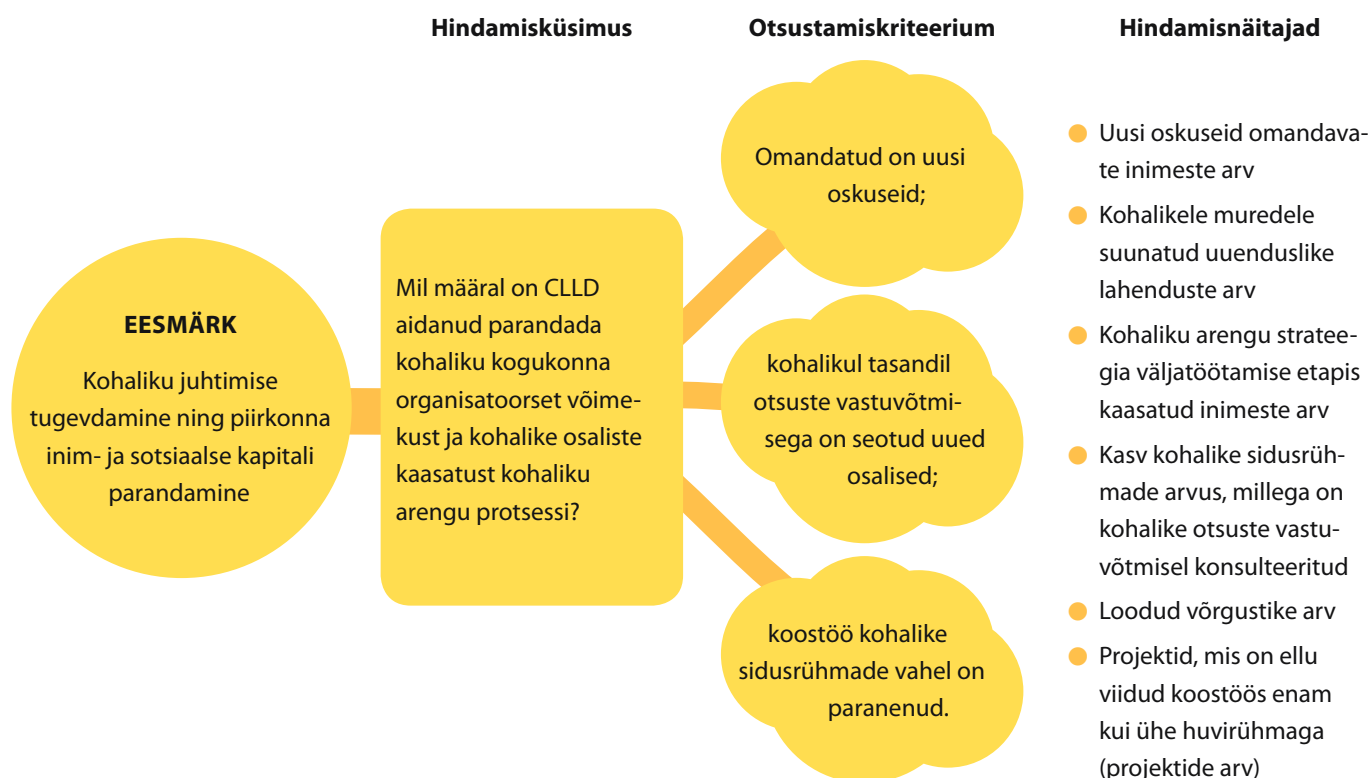 Hindamisküsimus
Otsustamiskriteerium
Hindamisnäitajad
EESMÄRK
Kohaliku juhtimise
tugevdamine ning piirkonna
inim- ja sotsiaalse kapitali
parandamine
Mil määral on CLLD
aidanud parandada
kohaliku kogukonna
organisatoorset võime-
kust ja kohalike osaliste
kaasatust kohaliku
arengu protsessi?
Omandatud on uusi
oskuseid;
kohalikul tasandil
otsuste vastuvõtmi-
sega on seotud uued
osalised;
koostöö kohalike
sidusrühmade vahel on
paranenud.
Uusi oskuseid omandava-
te inimeste arv
Kohalikele muredele
suunatud uuenduslike
lahenduste arv
Kohaliku arengu stratee-
gia väljatöötamise etapis
kaasatud inimeste arv
Kasv kohalike sidusrüh-
made arvus, millega on
kohalike otsuste vastu-
võtmisel konsulteeritud
Loodud võrgustike arv
Projektid, mis on ellu
viidud koostöös enam
kui ühe huvirühmaga
(projektide arv)